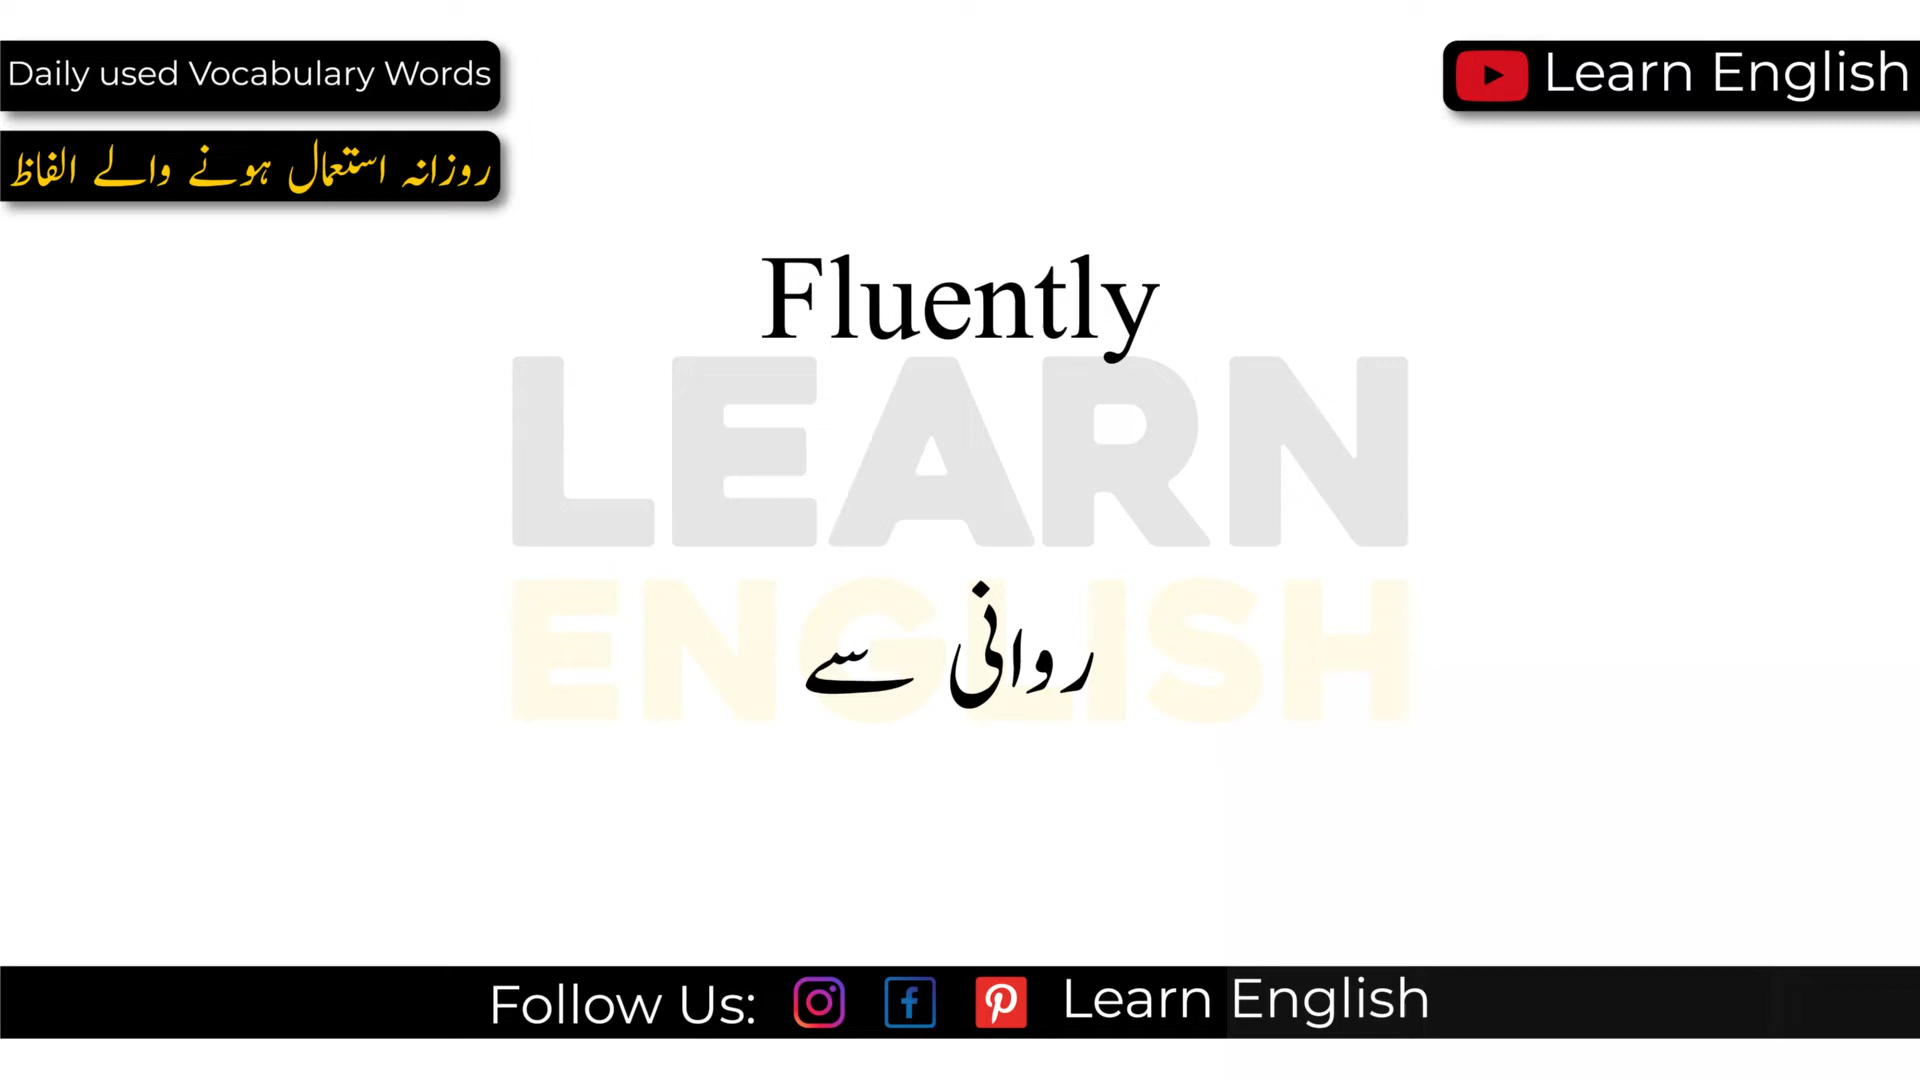 Daily used Vocabulary Words
Learn English
روزانہ استعمال ہونے والے الفاظ
Fluently
LEARN
ENGLISH
روانی سے
Follow Us: Learn English